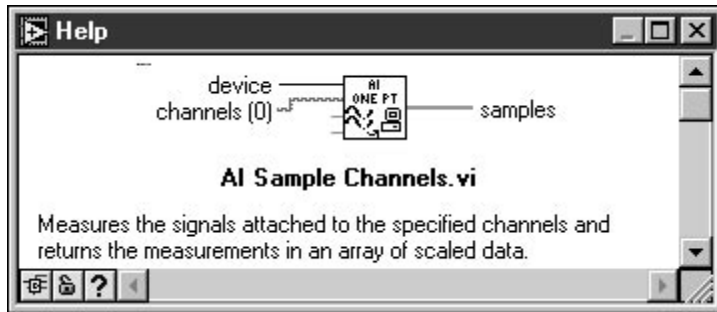 Help
device
channels (0)
AI
ONE PT
samples
AI Sample Channels.vi
Measures the signals attached to the specified channels and
returns the measurements in an array of scaled data.
?